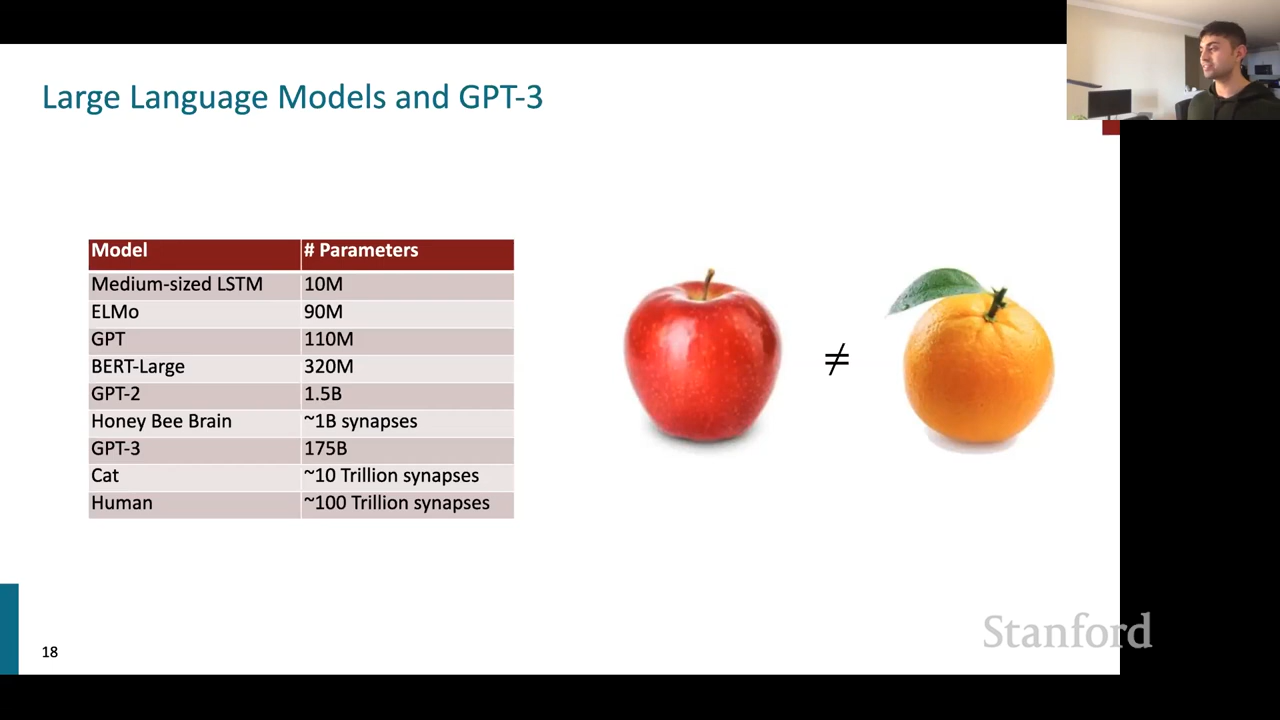 Large Language Models and GPT-3
Model # Parameters
Medium-sized LSTM 10M
ELMo 90M
GPT 110M
BERT-Large 320M
GPT-2 1.5B
Honey Bee Brain ~1B synapses
GPT-3 175B
Cat ~10 Trillion synapses
Human ~100 Trillion synapses
≠
Stanford
18